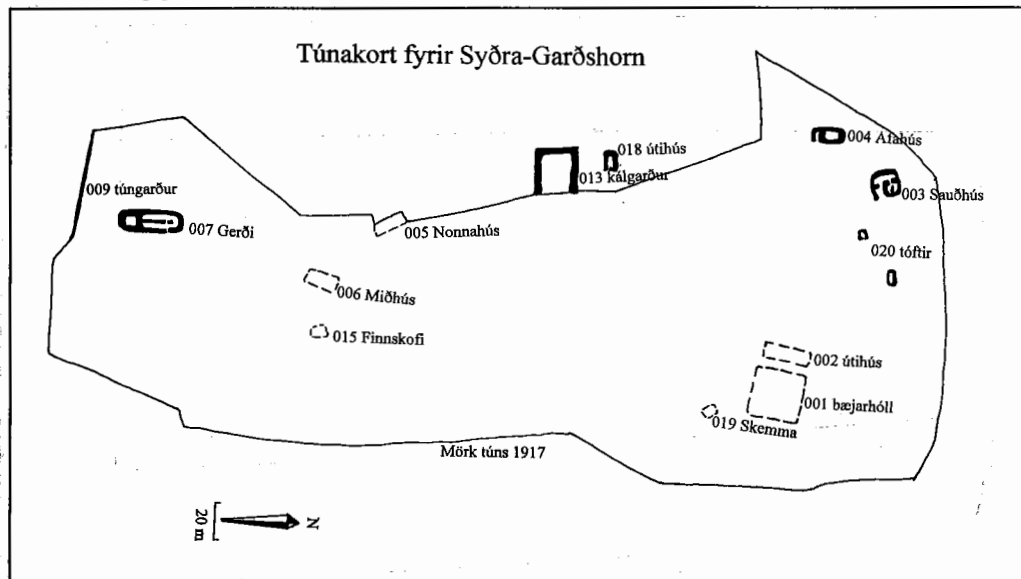 Túnakort fyrir Syðra-Garðshorn
004 Afahús
018 útihús
013 kálgarður
003 Sauðhús
009 túngarður
007 Gerði
005 Nonnahús
020 tóftir
006 Miðhús
015 Finnskofi
002 útihús
001 bæjarhóll
019 Skemma
Mörk túns 1917
20 m
N